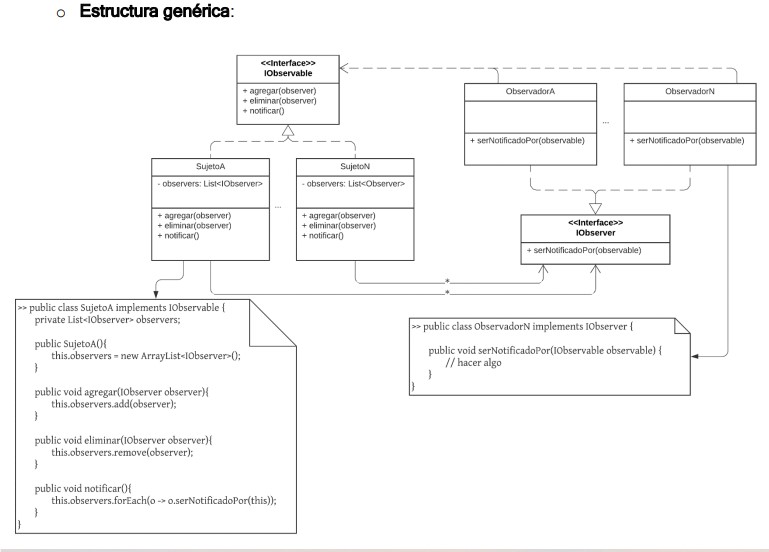 o Estructura genérica:
<<Interface>>
IObservable
+ agregar(observer)
+ eliminar(observer)
+ notificar()
ObservadorA
+ serNotificadoPor(observable)
...
ObservadorN
+ serNotificadoPor(observable)
SujetoA
- observers: List<IObserver>
+ agregar(observer)
+ eliminar(observer)
+ notificar()
...
SujetoN
- observers: List<Observer>
+ agregar(observer)
+ eliminar(observer)
+ notificar()
<<Interface>>
IObserver
+ serNotificadoPor(observable)
*
*
>> public class SujetoA implements IObservable {
private List<IObserver> observers;
public SujetoA(){
this.observers = new ArrayList<IObserver>();
}
public void agregar(IObserver observer){
this.observers.add(observer);
}
public void eliminar(IObserver observer){
this.observers.remove(observer);
}
public void notificar(){
this.observers.forEach(o -> o.serNotificadoPor(this));
}
}
>> public class ObservadorN implements IObserver {
public void serNotificadoPor(IObservable observable) {
// hacer algo
}
}